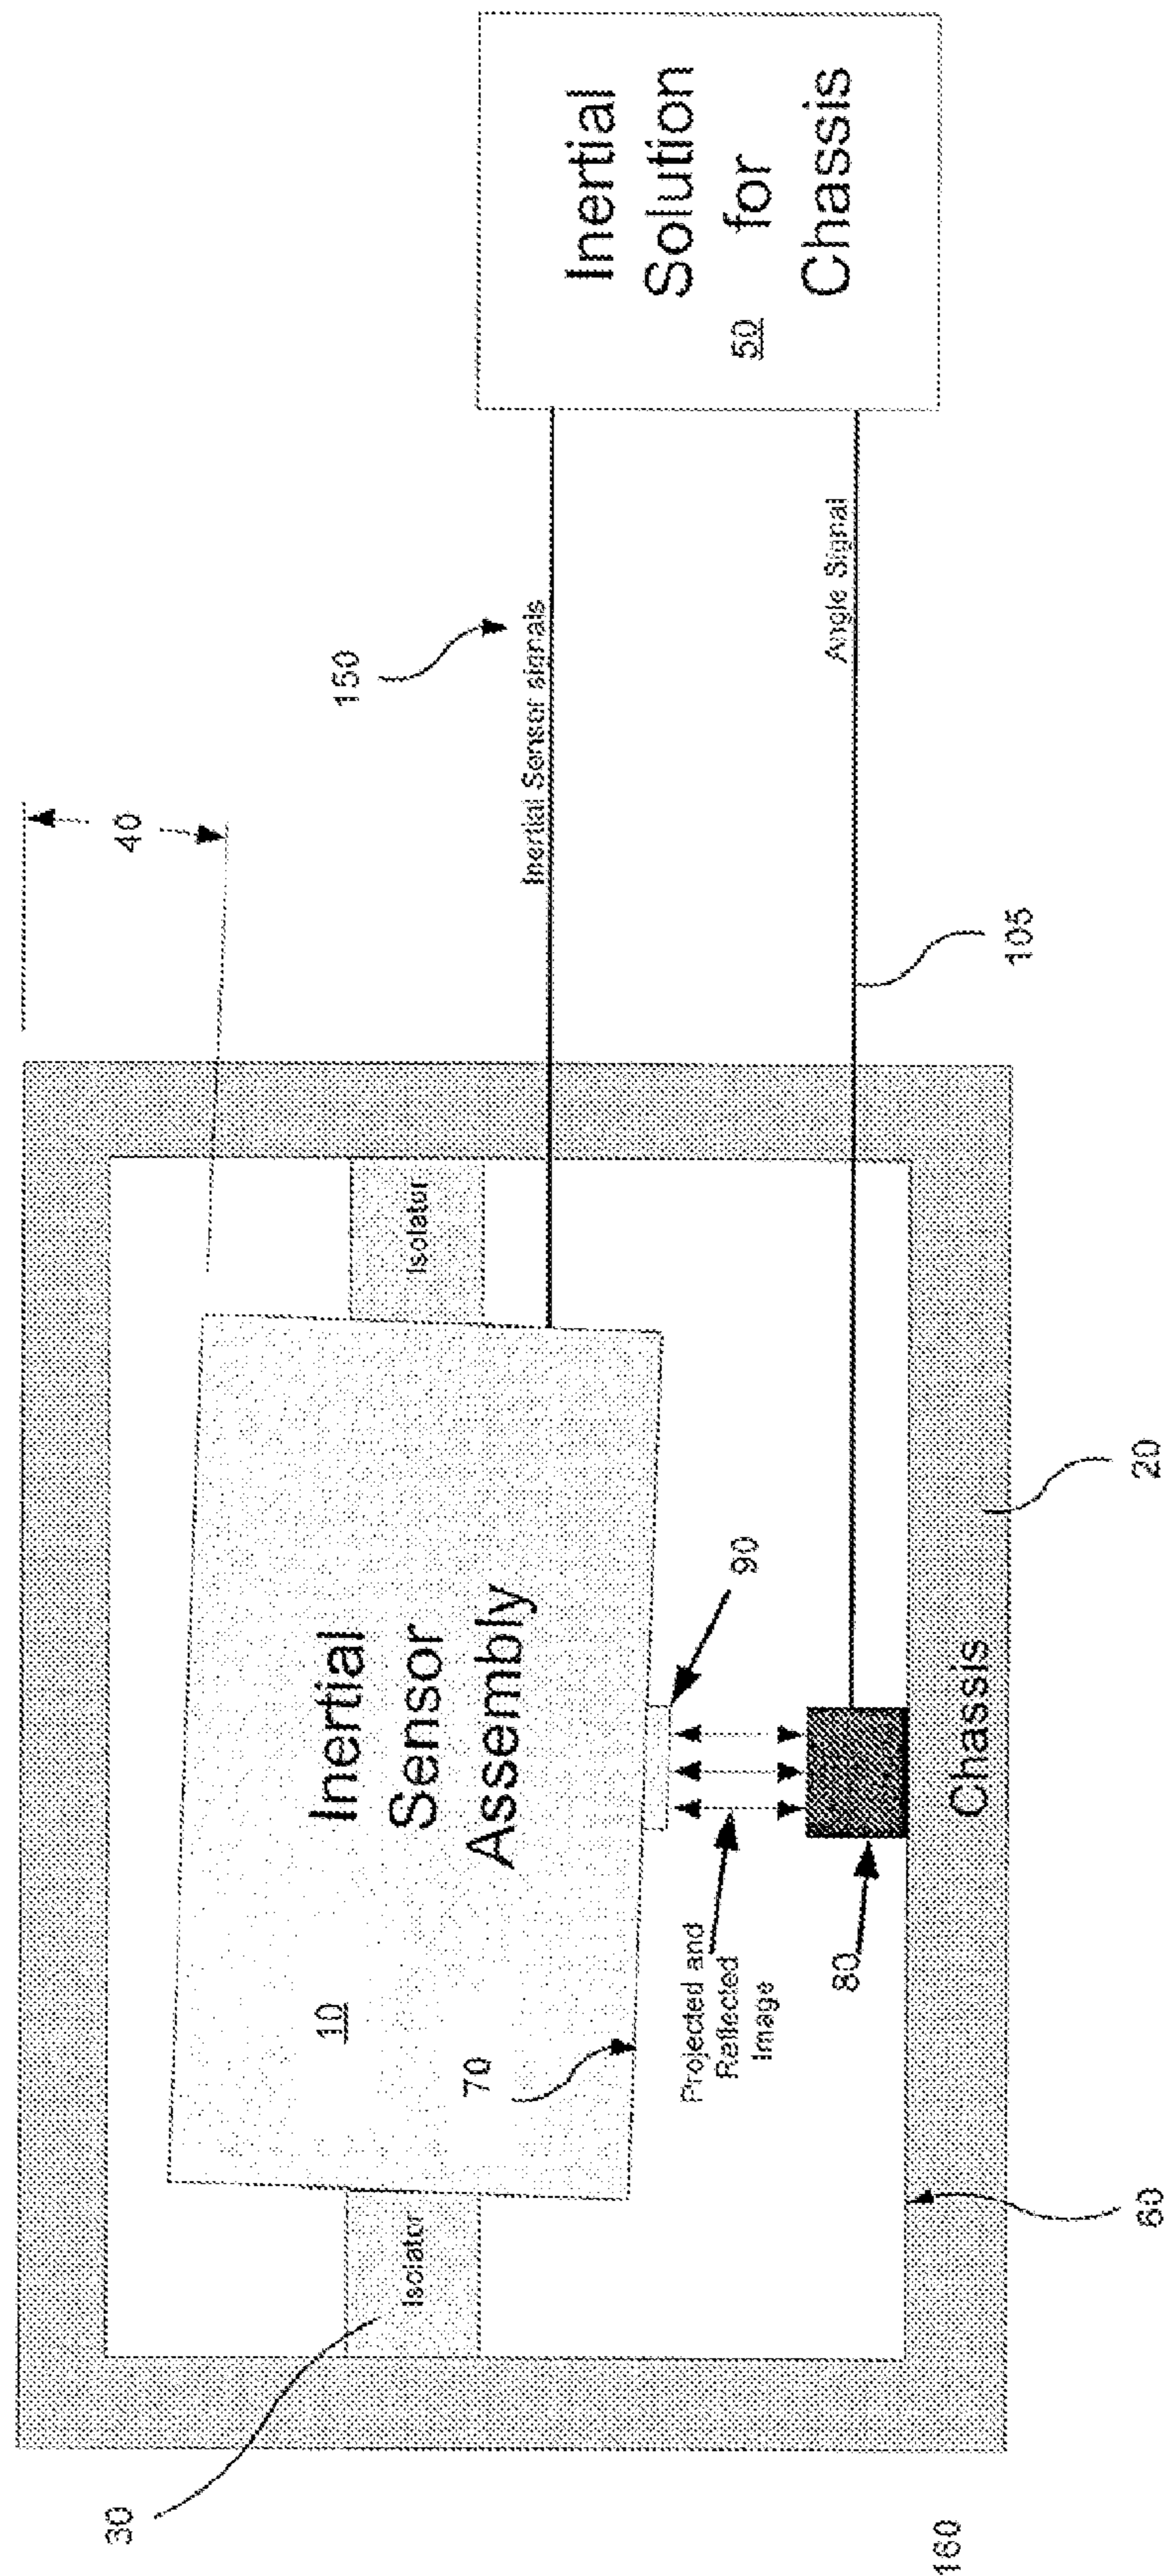 30
40
Isolator
Isolator
10
Inertial
Sensor
Assembly
70
150
Inertial Sensor signals
Inertial
Solution
for
Chassis
50
Projected and
Reflected
Image
90
80
Angle Signal
105
Chassis
60
20
160